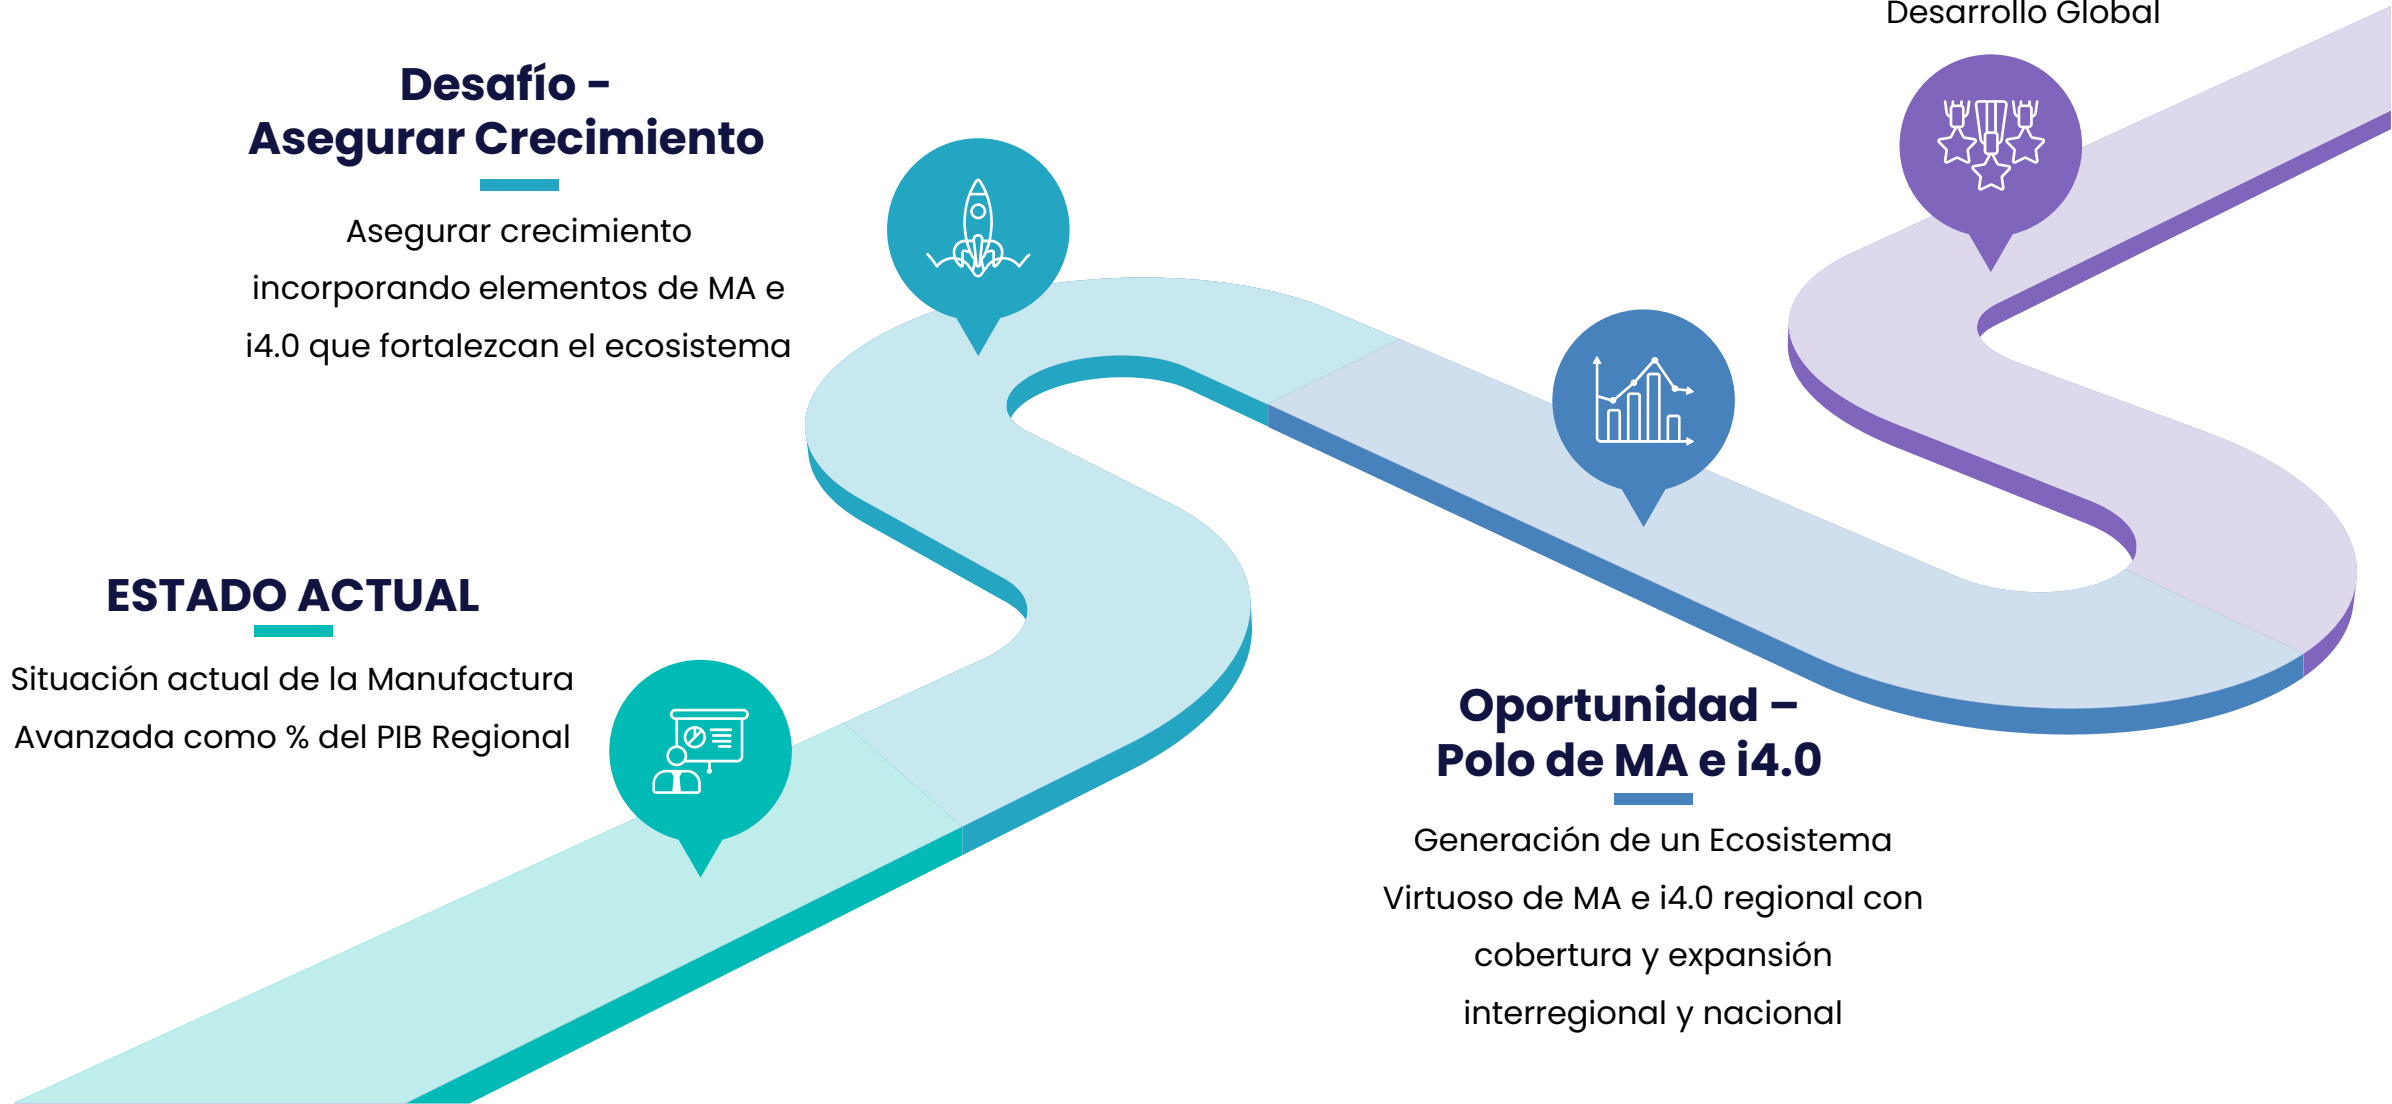 Desarrollo Global
Desafío -
Asegurar Crecimiento
Asegurar crecimiento
incorporando elementos de MA e
i4.0 que fortalezcan el ecosistema
ESTADO ACTUAL
Situación actual de la Manufactura
Avanzada como % del PIB Regional
Oportunidad –
Polo de MA e i4.0
Generación de un Ecosistema
Virtuoso de MA e i4.0 regional con
cobertura y expansión
interregional y nacional